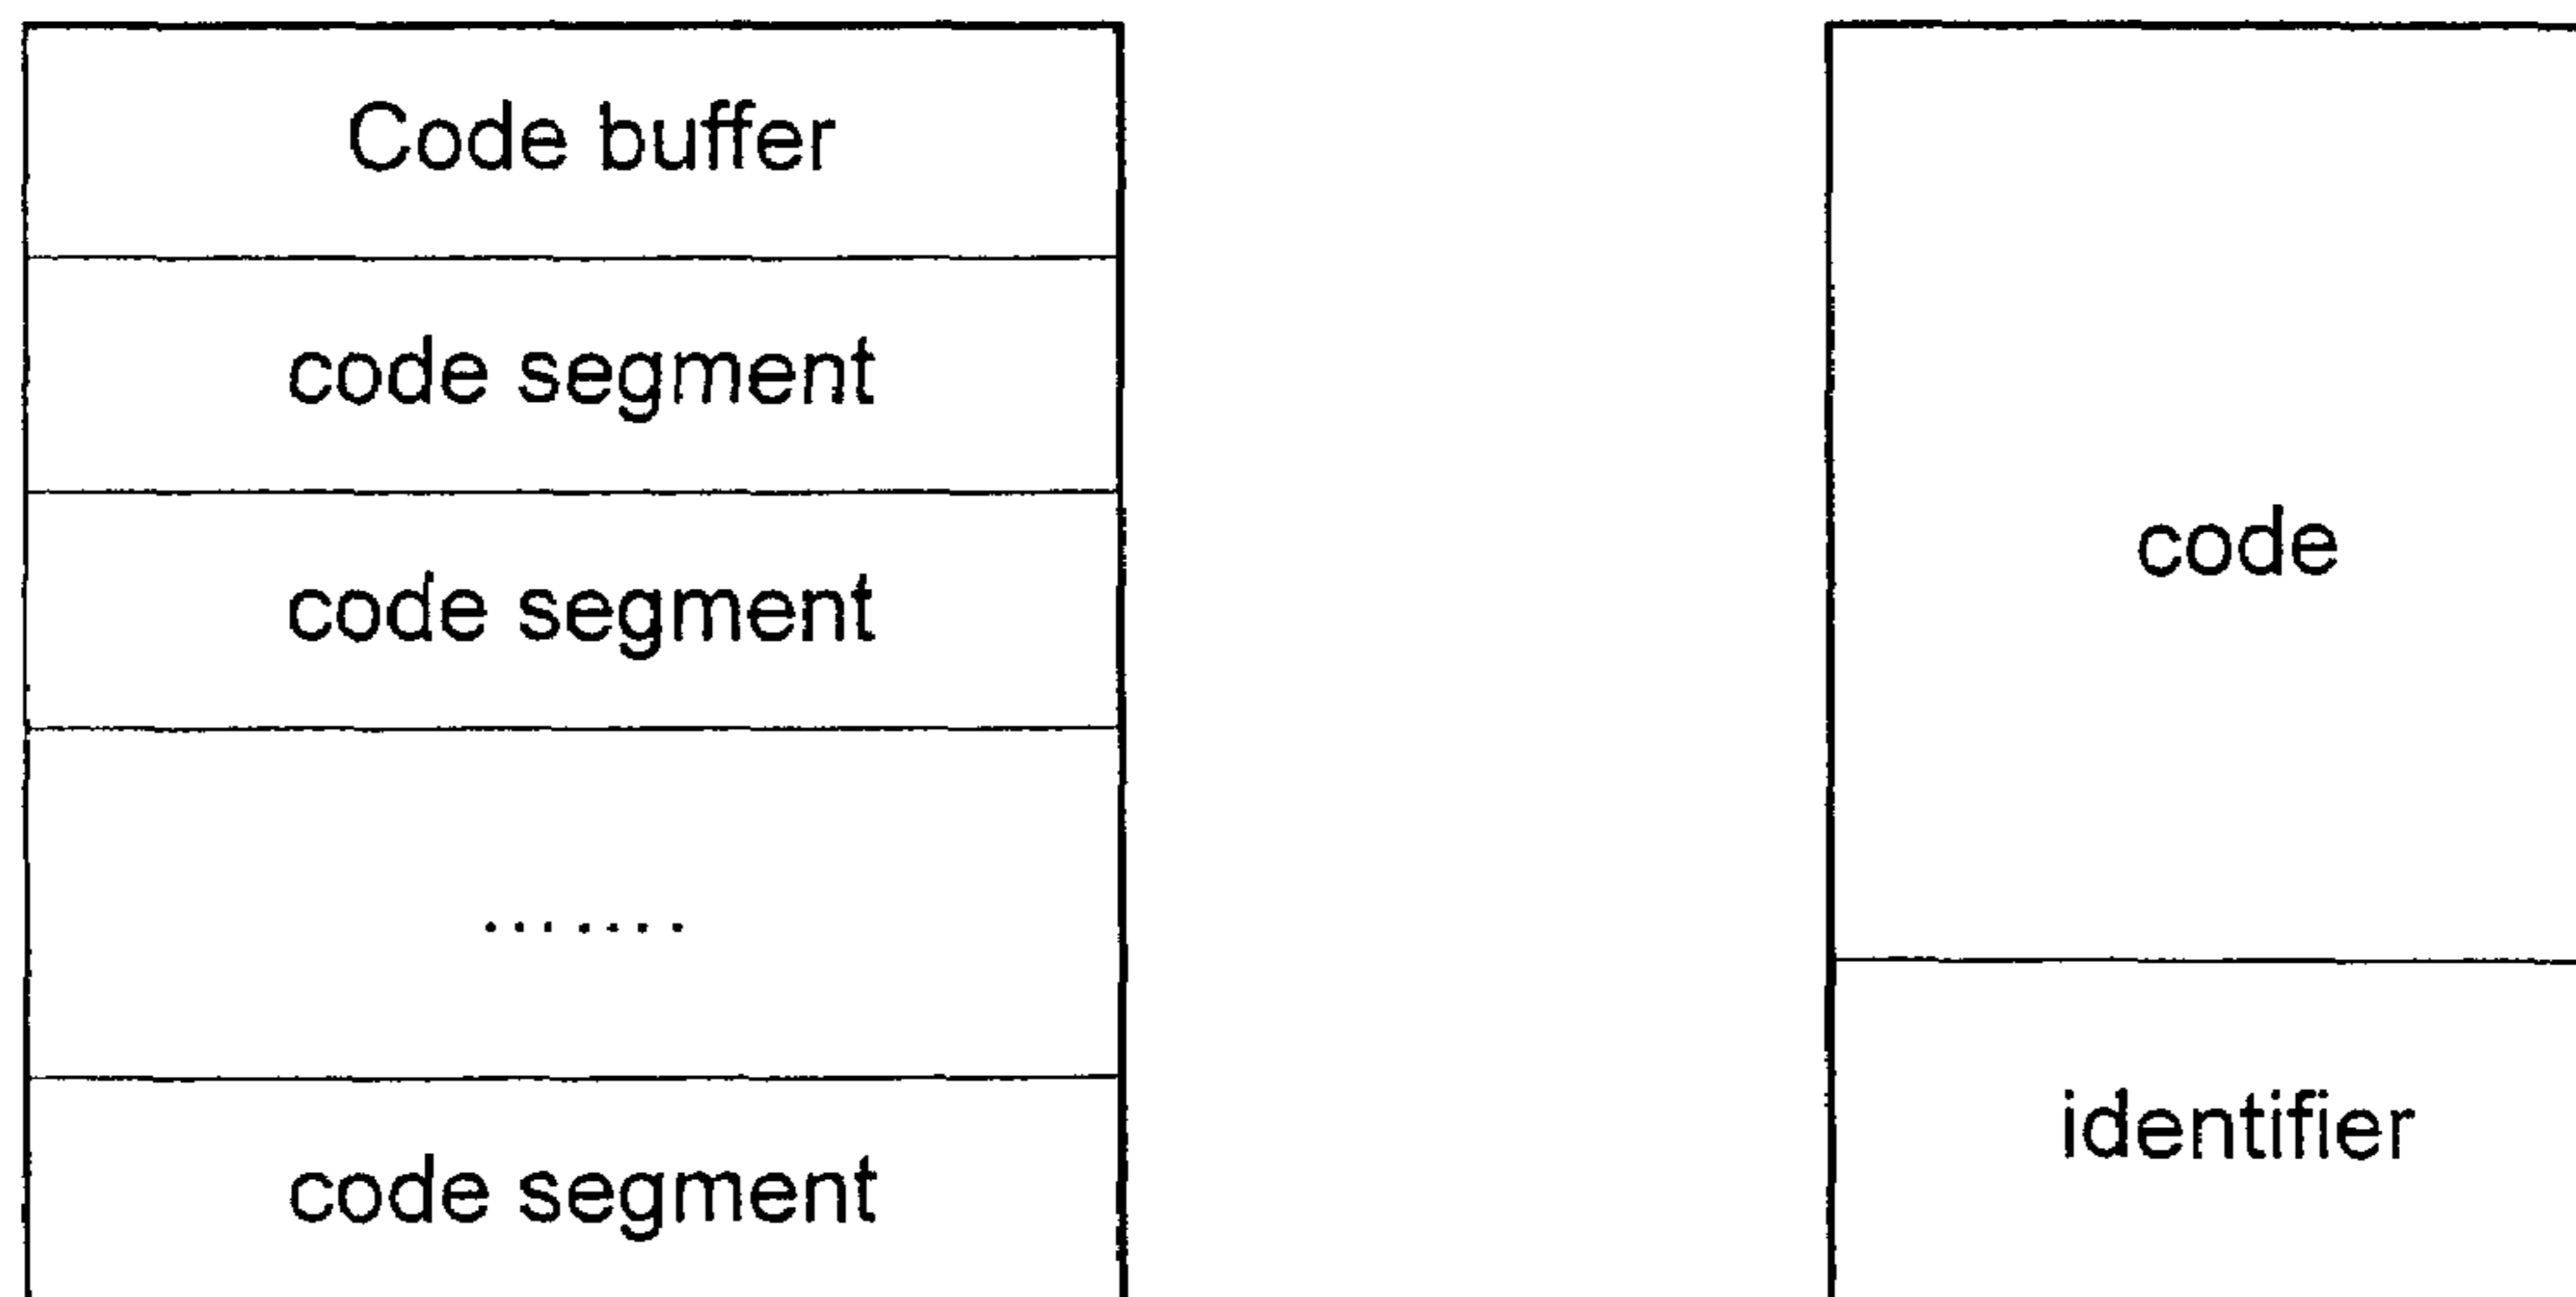 Code buffer
code segment
code segment
.......
code segment
code
identifier